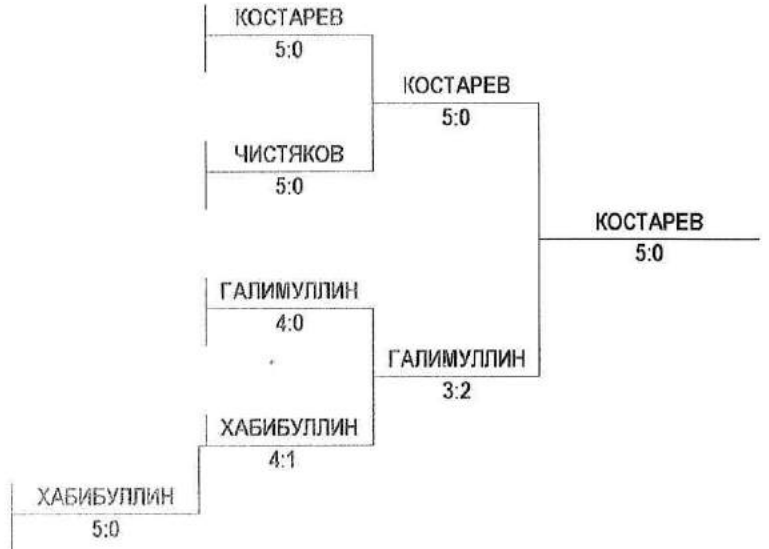 КОСТАРЕВ
5:0
КОСТАРЕВ
5:0
ЧИСТЯКОВ
5:0
КОСТАРЕВ
5:0
ГАЛИМУЛЛИН
4:0
ГАЛИМУЛЛИН
3:2
ХАБИБУЛЛИН
4:1
ХАБИБУЛЛИН
5:0